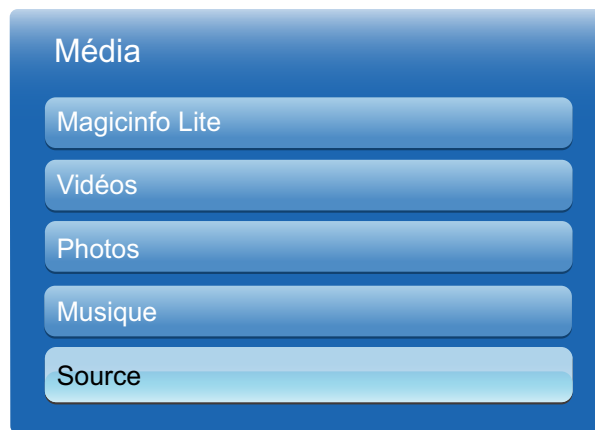 Média
Magicinfo Lite
Vidéos
Photos
Musique
Source